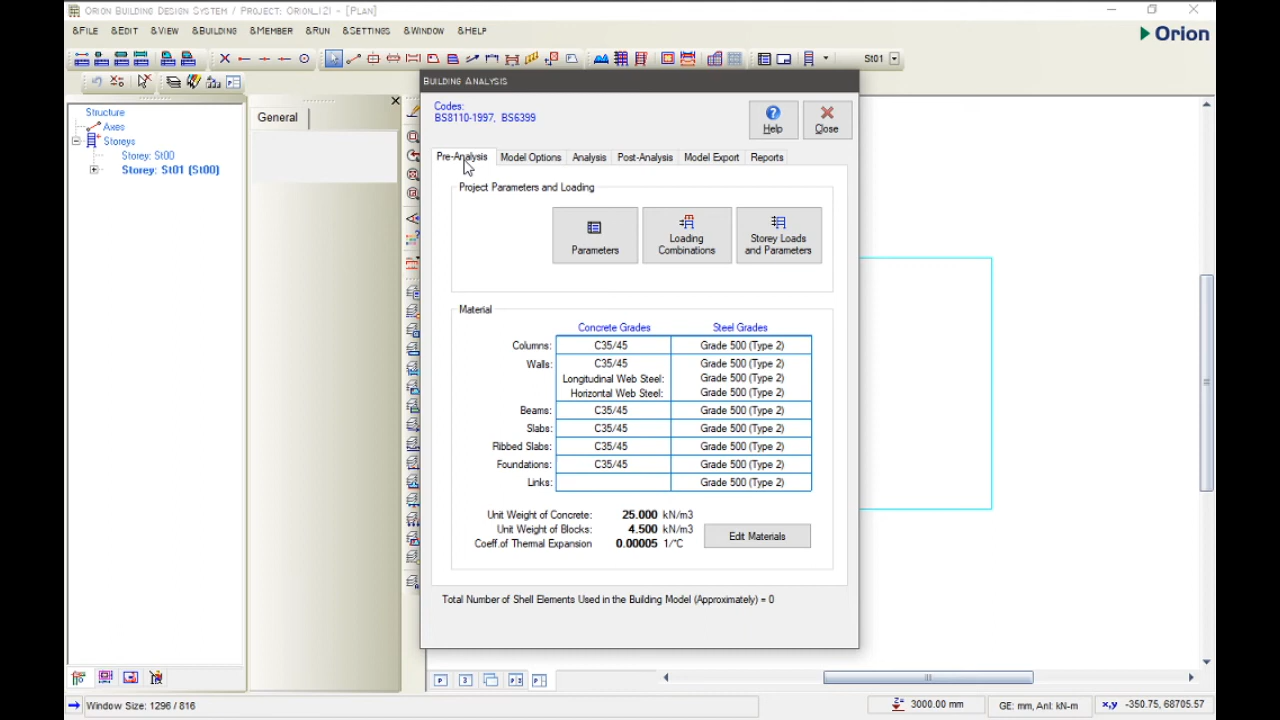 Orion Building Design System / Project: Orion_121 - [Plan]
&File &Edit &View &Building &Member &Run &Settings &Window &Help
Orion
St01
Structure
Axes
Storeys
Storey: St00
Storey: St01 (St00)
General
Building Analysis
Codes:
BS8110-1997, BS6399
Help
Close
Pre-Analysis Model Options Analysis Post-Analysis Model Export Reports
Project Parameters and Loading
Parameters
Loading Combinations
Storey Loads and Parameters
Material
Concrete Grades Steel Grades
Columns: C35/45 Grade 500 (Type 2)
Walls: C35/45 Grade 500 (Type 2)
Longitudinal Web Steel: Grade 500 (Type 2)
Horizontal Web Steel: Grade 500 (Type 2)
Beams: C35/45 Grade 500 (Type 2)
Slabs: C35/45 Grade 500 (Type 2)
Ribbed Slabs: C35/45 Grade 500 (Type 2)
Foundations: C35/45 Grade 500 (Type 2)
Links: Grade 500 (Type 2)
Unit Weight of Concrete: 25.000 kN/m3
Unit Weight of Blocks: 4.500 kN/m3
Coeff.of Thermal Expansion 0.00005 1/°C
Edit Materials
Total Number of Shell Elements Used in the Building Model (Approximately) = 0
Window Size: 1296 / 816
3000.00 mm
GE: mm, Anl: kN-m
x,y -350.75, 68705.57